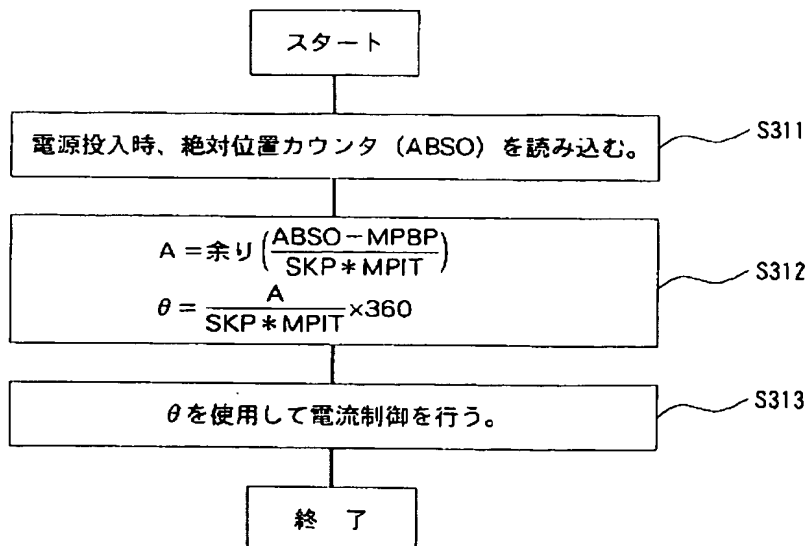 スタート
電源投入時、絶対位置カウンタ (ABSO) を読み込む。
S311
A=余り(ABSO-MPBP/SKP*MPIT)
θ=A/SKP*MPIT×360
S312
θを使用して電流制御を行う。
S313
終 了